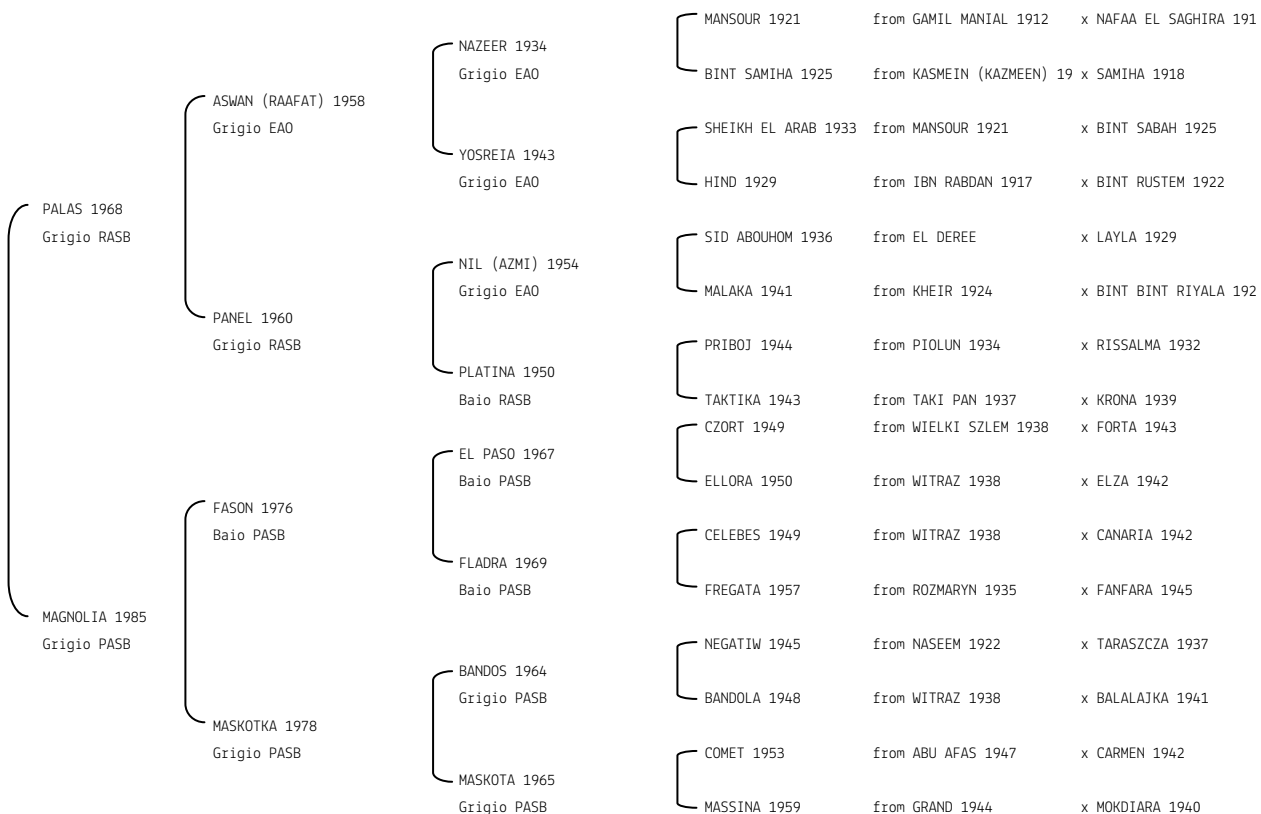 MANSOUR 1921 from GAMIL MANIAL 1912 x NAFAA EL SAGHIRA 191
NAZEER 1934
Grigio EAO BINT SAMIHA 1925 from KASMEIN (KAZMEEN) 19 x SAMIHA 1918
ASWAN (RAAFAT) 1958
Grigio EAO SHEIKH EL ARAB 1933 from MANSOUR 1921 x BINT SABAH 1925
YOSREIA 1943
Grigio EAO HIND 1929 from IBN RABDAN 1917 x BINT RUSTEM 1922
PALAS 1968
Grigio RASB SID ABOUHOM 1936 from EL DEREE x LAYLA 1929
NIL (AZMI) 1954
Grigio EAO MALAKA 1941 from KHEIR 1924 x BINT BINT RIYALA 192
PANEL 1960
Grigio RASB PRIBOJ 1944 from PIOLUN 1934 x RISSALMA 1932
PLATINA 1950
Baio RASB TAKTIKA 1943 from TAKI PAN 1937 x KRONA 1939
CZORT 1949 from WIELKI SZLEM 1938 x FORTA 1943
EL PASO 1967
Baio PASB ELLORA 1950 from WITRAZ 1938 x ELZA 1942
FASON 1976
Baio PASB CELEBES 1949 from WITRAZ 1938 x CANARIA 1942
FLADRA 1969
Baio PASB FREGATA 1957 from ROZMARYN 1935 x FANFARA 1945
MAGNOLIA 1985
Grigio PASB NEGATIW 1945 from NASEEM 1922 x TARASZCZA 1937
BANDOS 1964
Grigio PASB BANDOLA 1948 from WITRAZ 1938 x BALALAJKA 1941
MASKOTKA 1978
Grigio PASB COMET 1953 from ABU AFAS 1947 x CARMEN 1942
MASKOTA 1965
Grigio PASB MASSINA 1959 from GRAND 1944 x MOKDIARA 1940